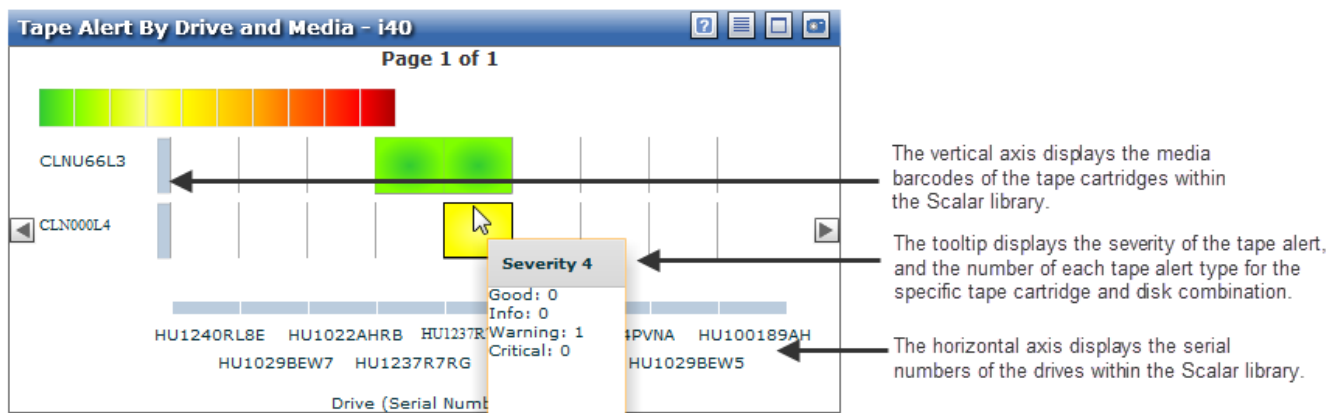 Tape Alert By Drive and Media - i40
Page 1 of 1
CLNU66L3
CLN000L4
The vertical axis displays the media
barcodes of the tape cartridges within
the Scalar library.
The tooltip displays the severity of the tape alert,
and the number of each tape alert type for the
specific tape cartridge and disk combination.
Severity 4
Good: 0
Info: 0
Warning: 1
Critical: 0
HU1240RL8E HU1022AHRB HU1237R 4PVNA HU100189AH
HU1029BEW7 HU1237R7RG HU1029BEW5
Drive (Serial Numb
The horizontal axis displays the serial
numbers of the drives within the Scalar library.